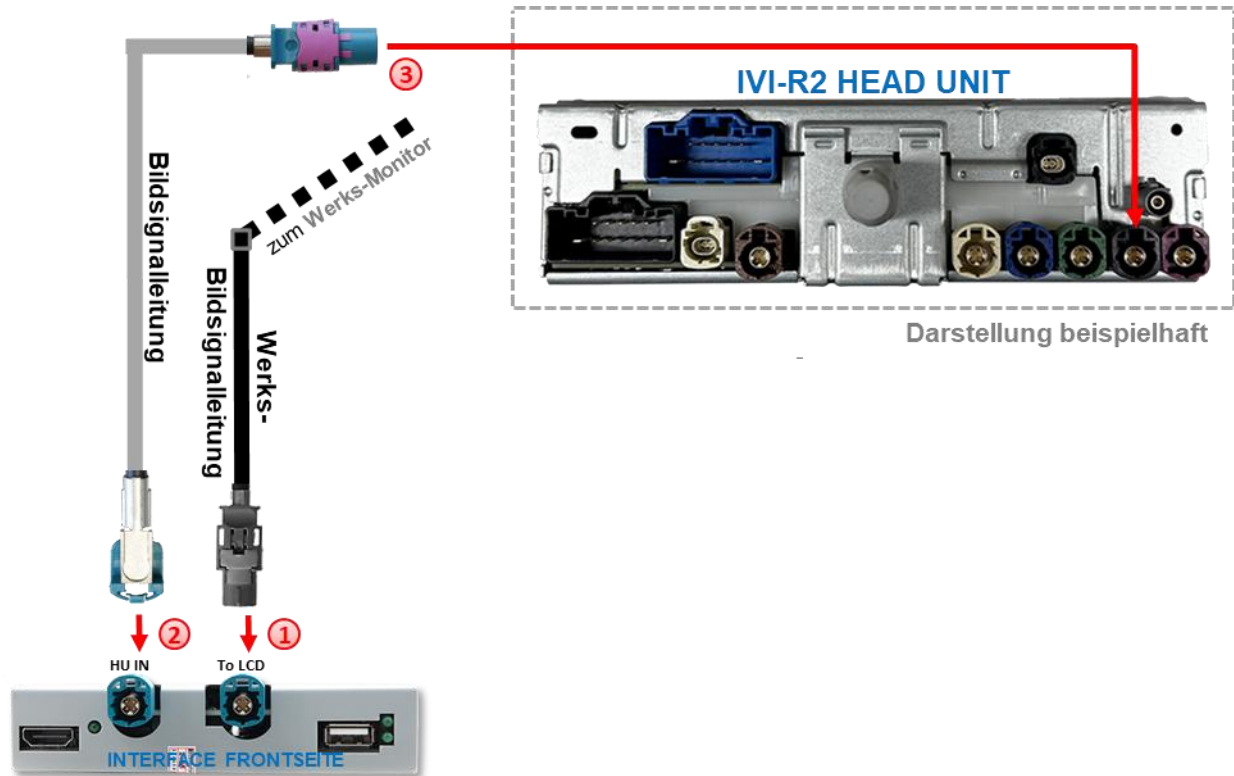 3
IVI-R2 HEAD UNIT
Bildsignalleitung
zum Werks-Monitor
Werks-
Bildsignalleitung
Darstellung beispielhaft
2
1
HU IN
To LCD
INTERFACE FRONTSEITE